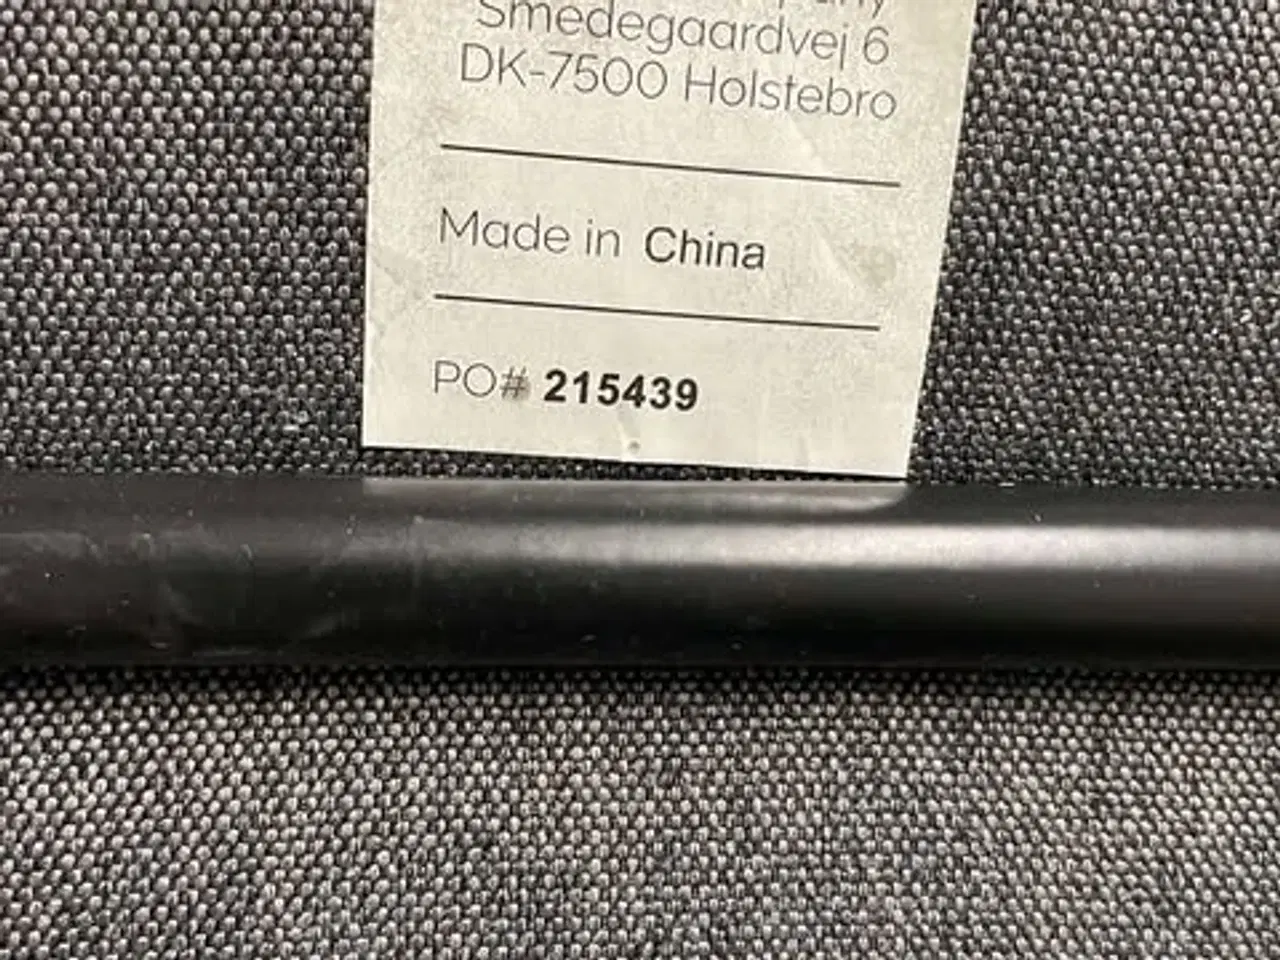 Smedegaardvej 6
DK-7500 Holstebro
Made in China
PO# 215439